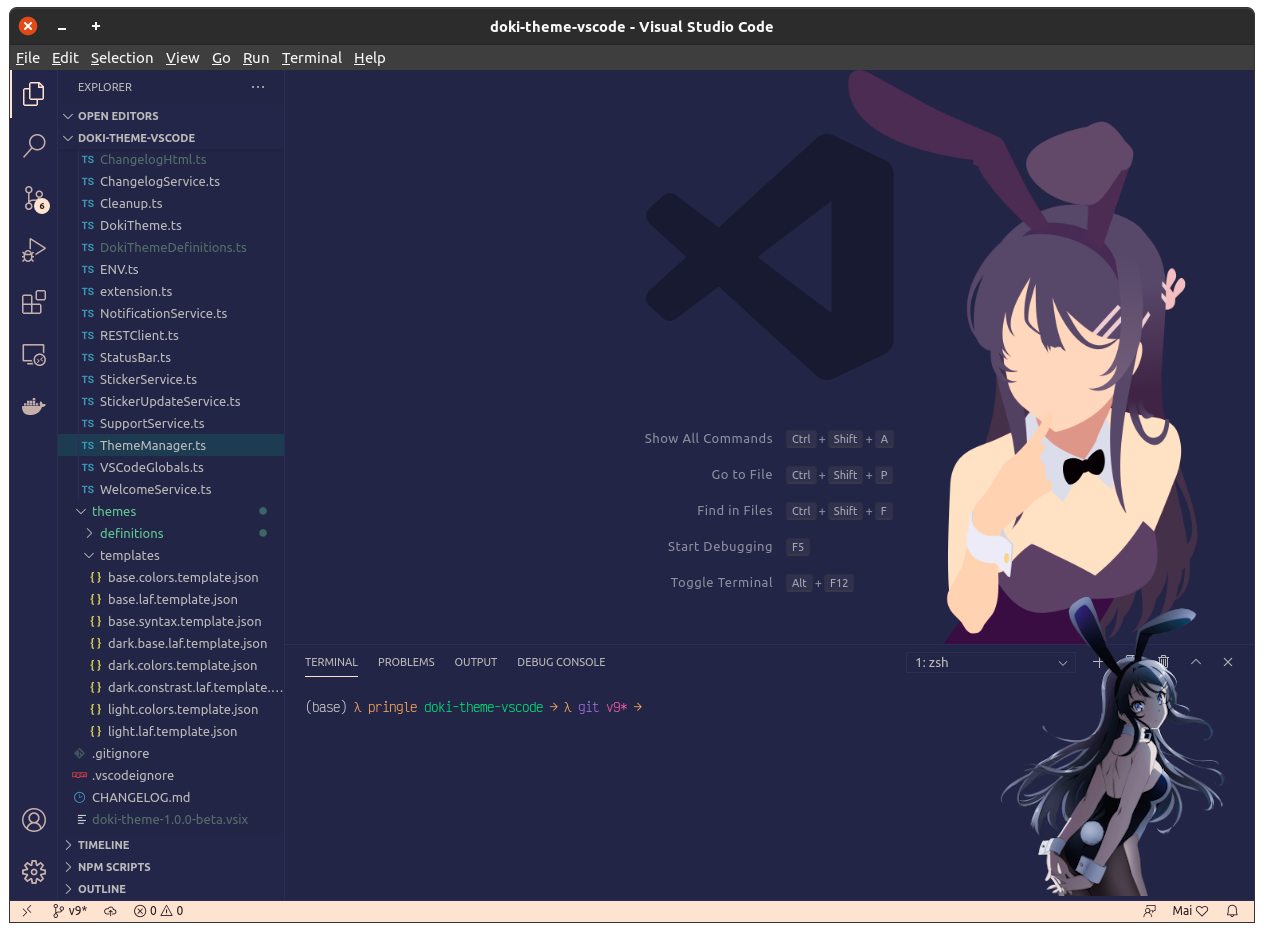 doki-theme-vscode - Visual Studio Code
File Edit Selection View Go Run Terminal Help
EXPLORER
OPEN EDITORS
DOKI-THEME-VSCODE
TS ChangelogHtml.ts
TS ChangelogService.ts
TS Cleanup.ts
TS DokiTheme.ts
TS DokiThemeDefinitions.ts
TS ENV.ts
TS extension.ts
TS NotificationService.ts
TS RESTClient.ts
TS StatusBar.ts
TS StickerService.ts
TS StickerUpdateService.ts
TS SupportService.ts
TS ThemeManager.ts
TS VSCodeGlobals.ts
TS WelcomeService.ts
themes
definitions
templates
{} base.colors.template.json
{} base.laf.template.json
{} base.syntax.template.json
{} dark.base.laf.template.json
{} dark.colors.template.json
{} dark.constrast.laf.template....
{} light.colors.template.json
{} light.laf.template.json
.gitignore
.vscodeignore
CHANGELOG.md
doki-theme-1.0.0-beta.vsix
TIMELINE
NPM SCRIPTS
OUTLINE
6
Show All Commands Ctrl + Shift + A
Go to File Ctrl + Shift + P
Find in Files Ctrl + Shift + F
Start Debugging F5
Toggle Terminal Alt + F12
TERMINAL PROBLEMS OUTPUT DEBUG CONSOLE 1: zsh
(base) λ pringle doki-theme-vscode → λ git v9* →
v9* 0 0 Mai ♡